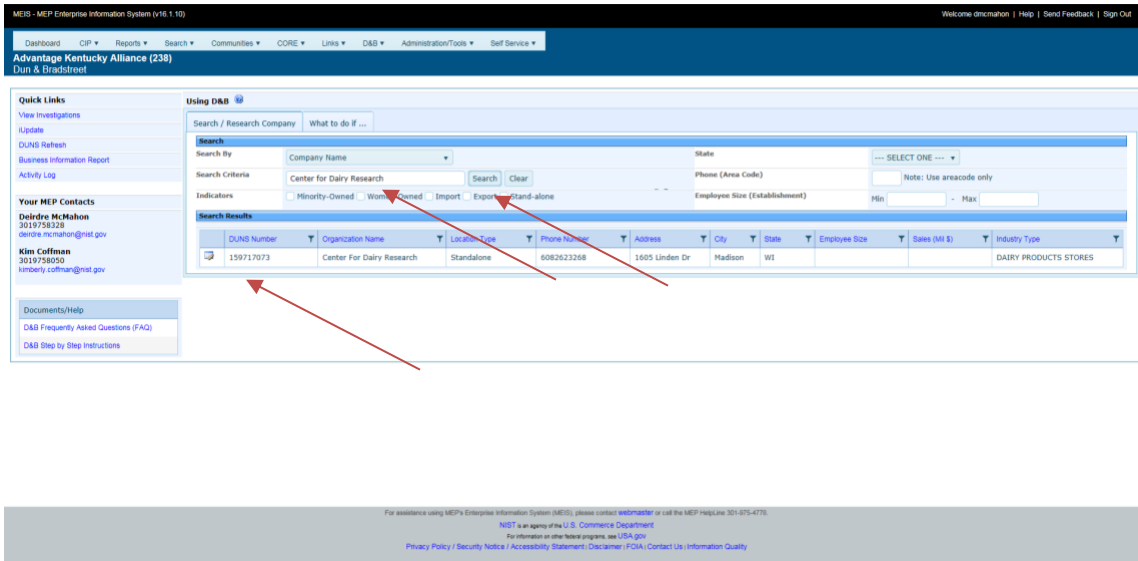 MEIS - MEP Enterprise Information System (v16.1.10)
Welcome dmcmahon | Help | Send Feedback | Sign Out
Dashboard CIP Reports Search Communities CORE Links D&B Administration/Tools Self Service
Advantage Kentucky Alliance (238)
Dun & Bradstreet
Quick Links
View Investigations
iUpdate
DUNS Refresh
Business Information Report
Activity Log
Your MEP Contacts
Deirdre McMahon
3019758328
deirdre.mcmahon@nist.gov
Kim Coffman
3019758050
kimberly.coffman@nist.gov
Documents/Help
D&B Frequently Asked Questions (FAQ)
D&B Step by Step Instructions
Using D&B
Search / Research Company What to do if ...
Search
Search By Company Name State --- SELECT ONE ---
Search Criteria Center for Dairy Research Search Clear Phone (Area Code) Note: Use areacode only
Indicators Minority-Owned Women-Owned Import Export Stand-alone Employee Size (Establishment) Min - Max
Search Results
DUNS Number Organization Name Location Type Phone Number Address City State Employee Size Sales (Mil $) Industry Type
159717073 Center For Dairy Research Standalone 6082623268 1605 Linden Dr Madison WI DAIRY PRODUCTS STORES
For assistance using MEP's Enterprise Information System (MEIS), please contact webmaster or call the MEP HelpLine 301-975-4778.
NIST is an agency of the U.S. Commerce Department
For information on other federal programs, see USA.gov
Privacy Policy / Security Notice / Accessibility Statement | Disclaimer | FOIA | Contact Us | Information Quality